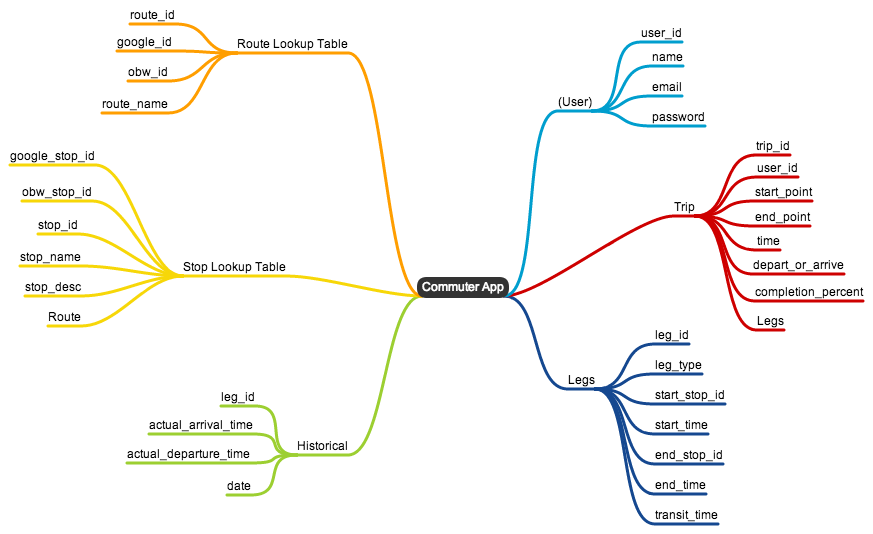 route_id
google_id
obw_id
route_name
Route Lookup Table
google_stop_id
obw_stop_id
stop_id
stop_name
stop_desc
Route
Stop Lookup Table
leg_id
actual_arrival_time
actual_departure_time
date
Historical
Commuter App
(User)
user_id
name
email
password
Trip
trip_id
user_id
start_point
end_point
time
depart_or_arrive
completion_percent
Legs
Legs
leg_id
leg_type
start_stop_id
start_time
end_stop_id
end_time
transit_time